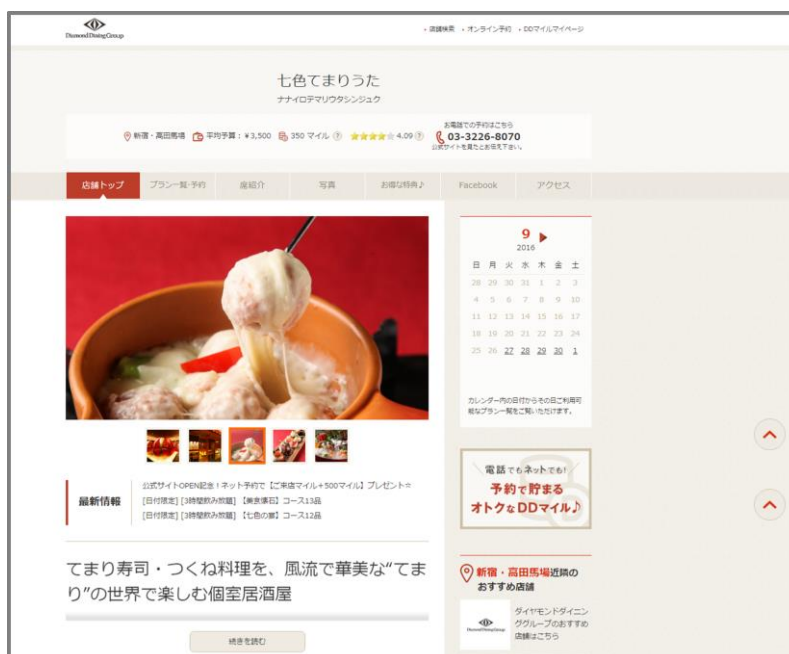 Diamond Dining Group
店舗検索 ・オンライン予約 ・DDマイルマイページ
七色てまりうた
ナナイロテマリウタシンジュク
新宿・高田馬場 平均予算：￥3,500 350 マイル ? ★★★★☆ 4.09 ?
お電話での予約はこちら
03-3226-8070
公式サイトを見たとお伝え下さい。
店舗トップ プラン一覧・予約 座紹介 写真 お得な特典♪ Facebook アクセス
9
2016
日 月 火 水 木 金 土
28 29 30 31 1 2 3
4 5 6 7 8 9 10
11 12 13 14 15 16 17
18 19 20 21 22 23 24
25 26 27 28 29 30 1
カレンダー内の日付からその日ご利用可
能なプラン一覧をご覧いただけます。
最新情報
公式サイトOPEN記念！ネット予約で【ご来店マイル+500マイル】プレゼント☆
[日付限定] [3時間飲み放題] 【美食懐石】コース13品
[日付限定] [3時間飲み放題] 【七色の宴】コース12品
電話でもネットでも!
予約で貯まる
オトクなDDマイル♪
てまり寿司・つくね料理を、風流で華美な“てま
り”の世界で楽しむ個室居酒屋
続きを読む
新宿・高田馬場近隣の
おすすめ店舗
Diamond Dining Group
ダイヤモンドダイニン
ググループのおすすめ
店舗はこちら